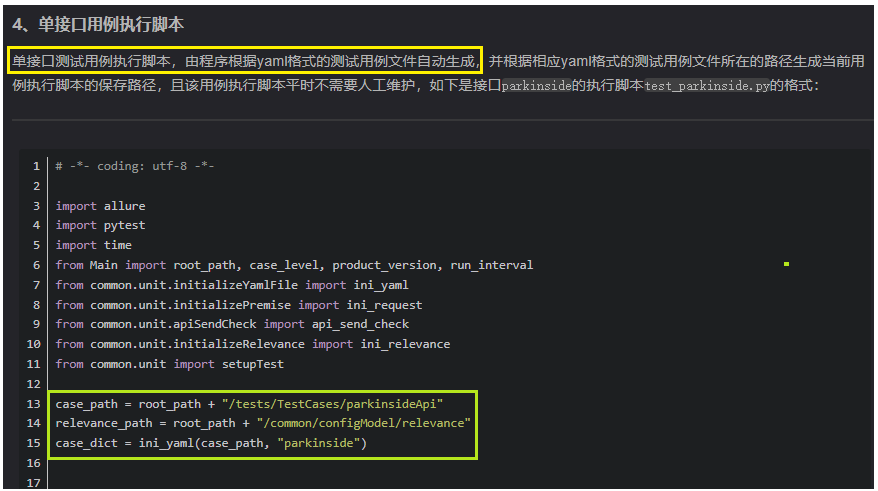 4、单接口用例执行脚本
单接口测试用例执行脚本，由程序根据yaml格式的测试用例文件自动生成，并根据相应yaml格式的测试用例文件所在的路径生成当前用
例执行脚本的保存路径，且该用例执行脚本平时不需要人工维护，如下是接口parkinside的执行脚本test_parkinside.py的格式：
1 # -*- coding: utf-8 -*-
2
3 import allure
4 import pytest
5 import time
6 from Main import root_path, case_level, product_version, run_interval
7 from common.unit.initializeYamlFile import ini_yaml
8 from common.unit.initializePremise import ini_request
9 from common.unit.apiSendCheck import api_send_check
10 from common.unit.initializeRelevance import ini_relevance
11 from common.unit import setupTest
12
13 case_path = root_path + "/tests/TestCases/parkinsideApi"
14 relevance_path = root_path + "/common/configModel/relevance"
15 case_dict = ini_yaml(case_path, "parkinside")
16
17